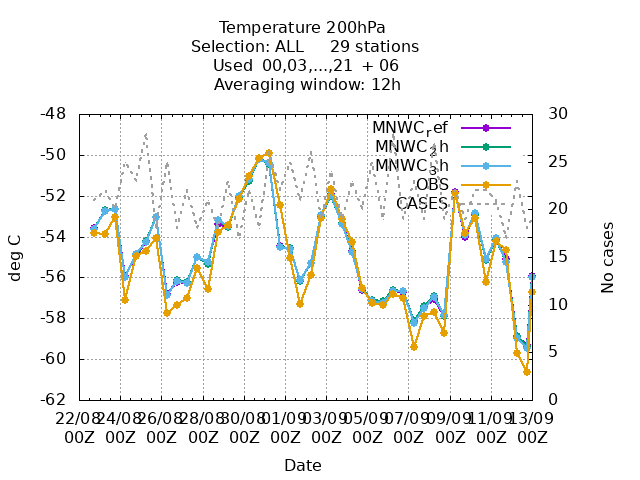 Temperature 200hPa
Selection: ALL 29 stations
Used 00,03,...,21 + 06
Averaging window: 12h
MNWC_ref
MNWC_2h
MNWC_3h
OBS
CASES
deg C
-48
-50
-52
-54
-56
-58
-60
-62
30
25
20
15
10
5
0
No cases
22/08 24/08 26/08 28/08 30/08 01/09 03/09 05/09 07/09 09/09 11/09 13/09
00Z 00Z 00Z 00Z 00Z 00Z 00Z 00Z 00Z 00Z 00Z 00Z
Date